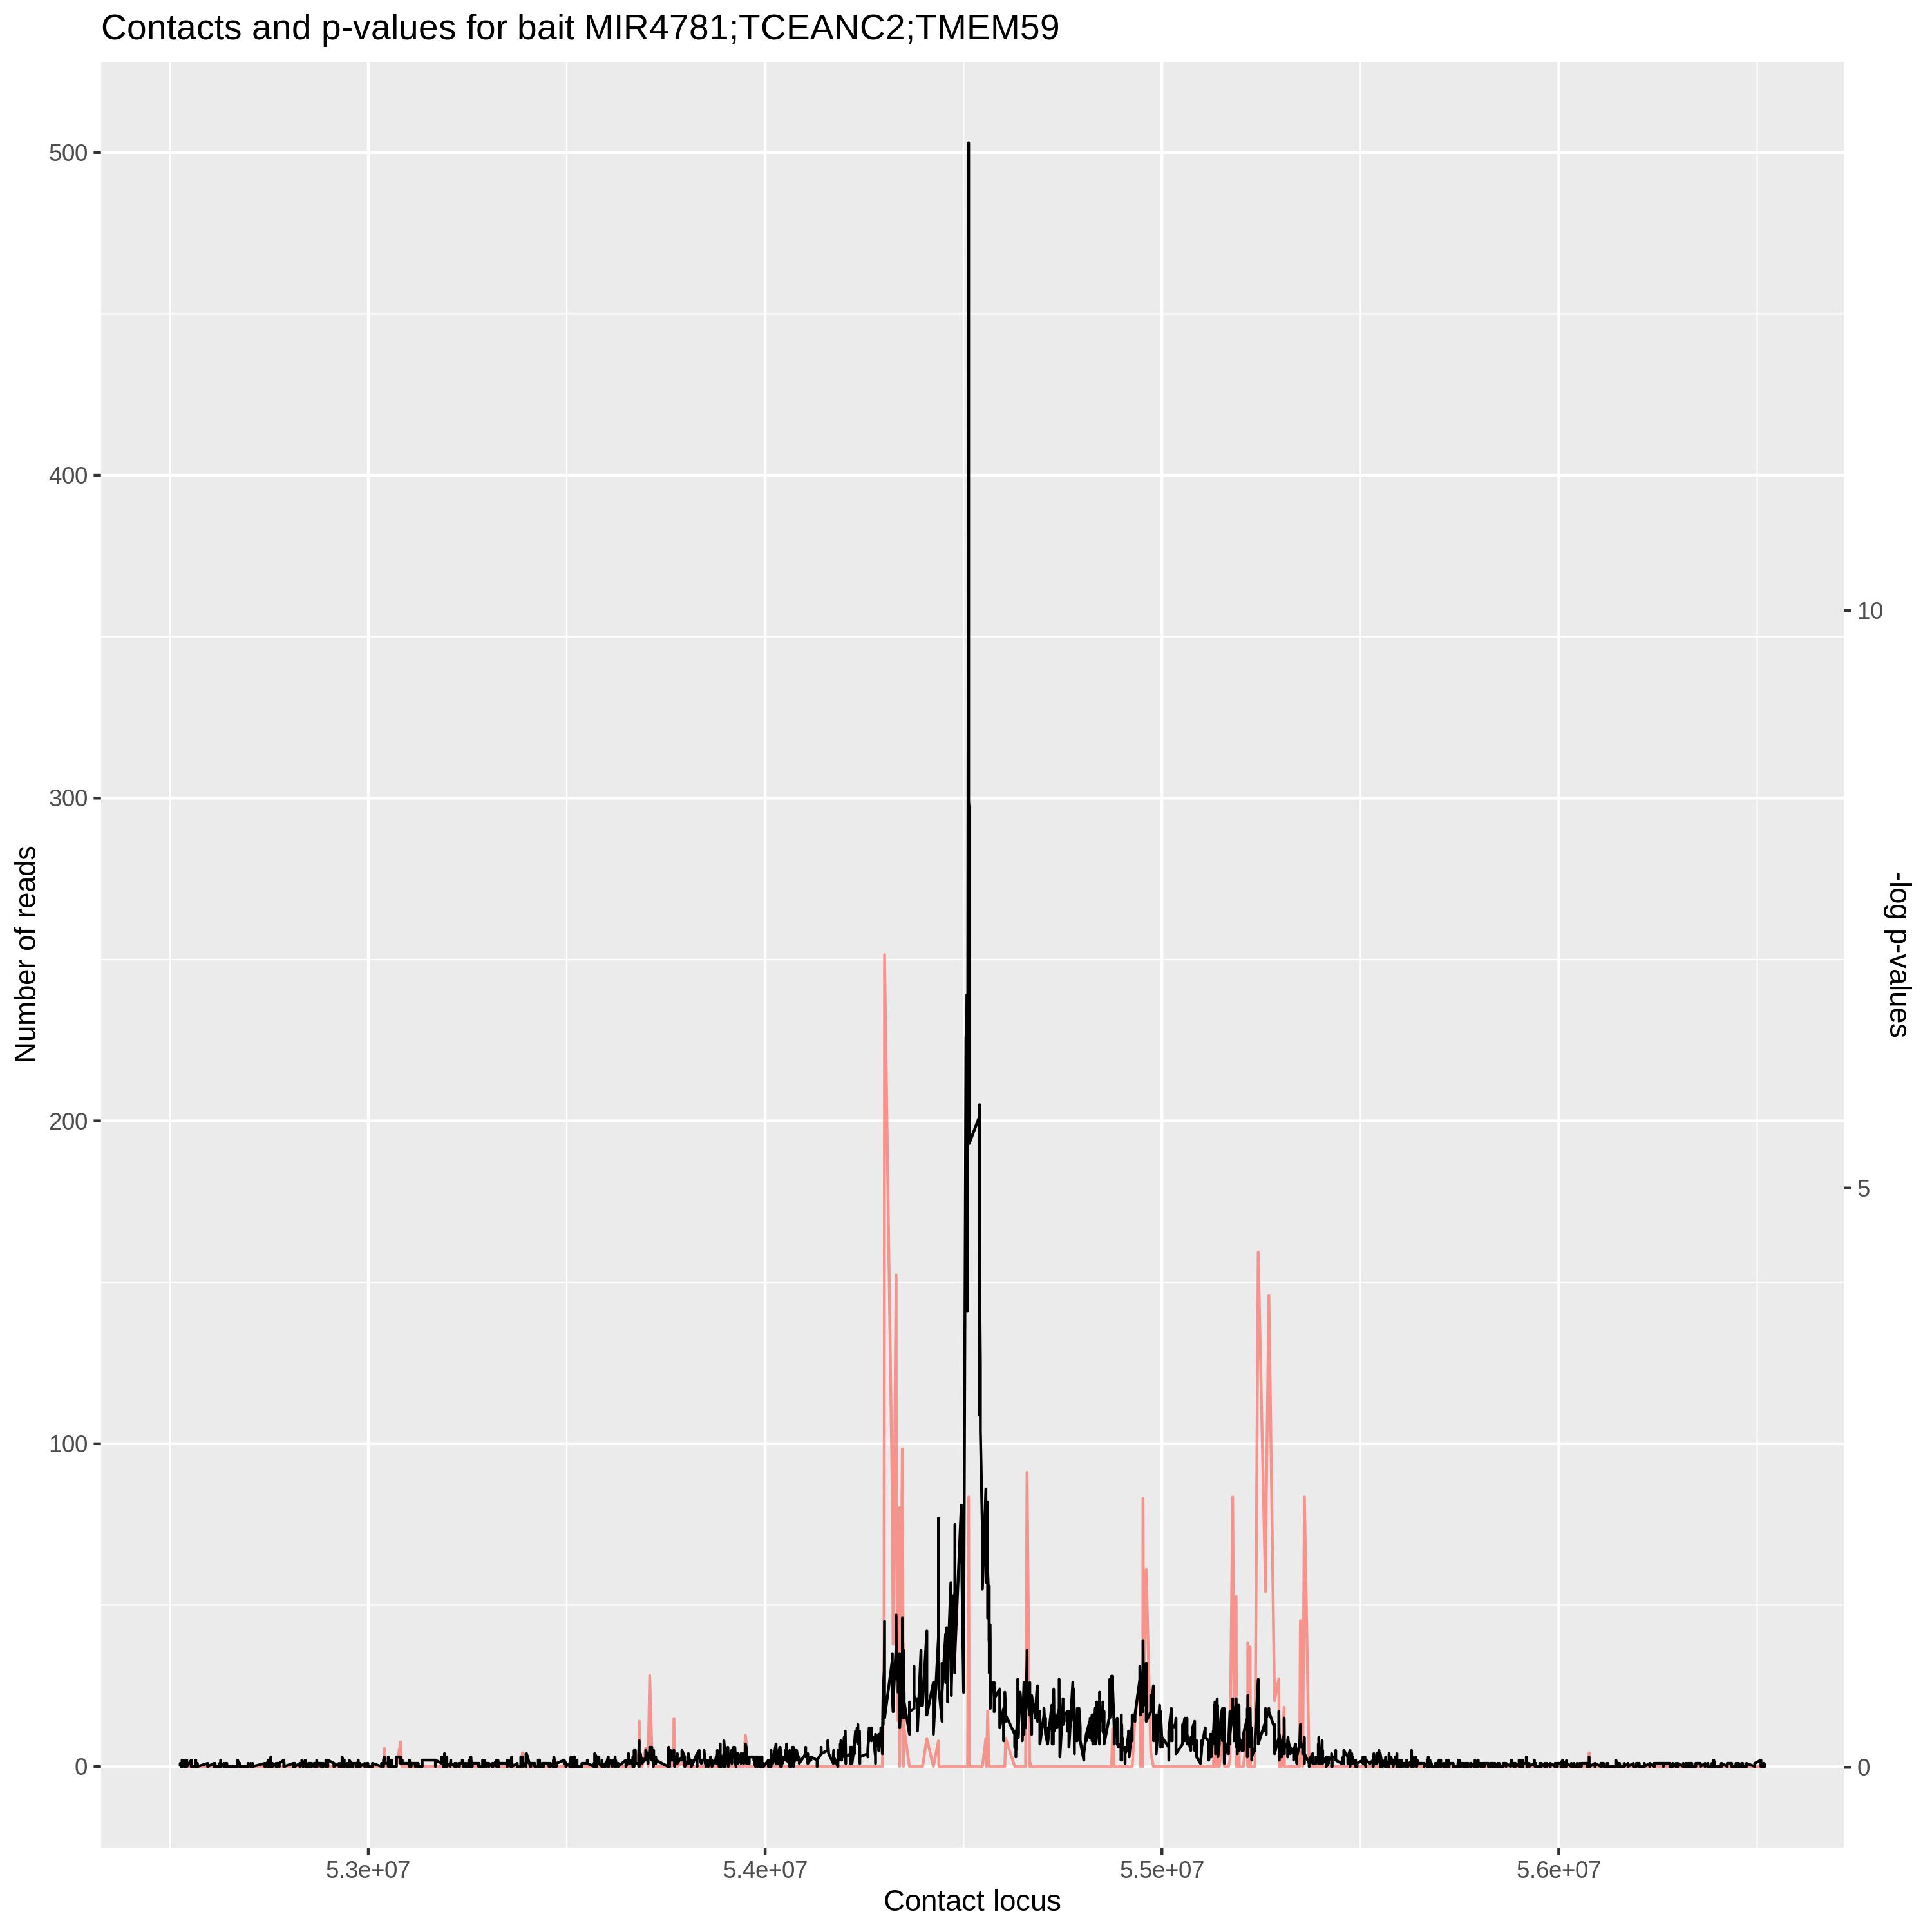 Contacts and p-values for bait MIR4781;TCEANC2;TMEM59
500
400
300
200
100
0
Number of reads
10
5
0
-log p-values
5.3e+07
5.4e+07
5.5e+07
5.6e+07
Contact locus